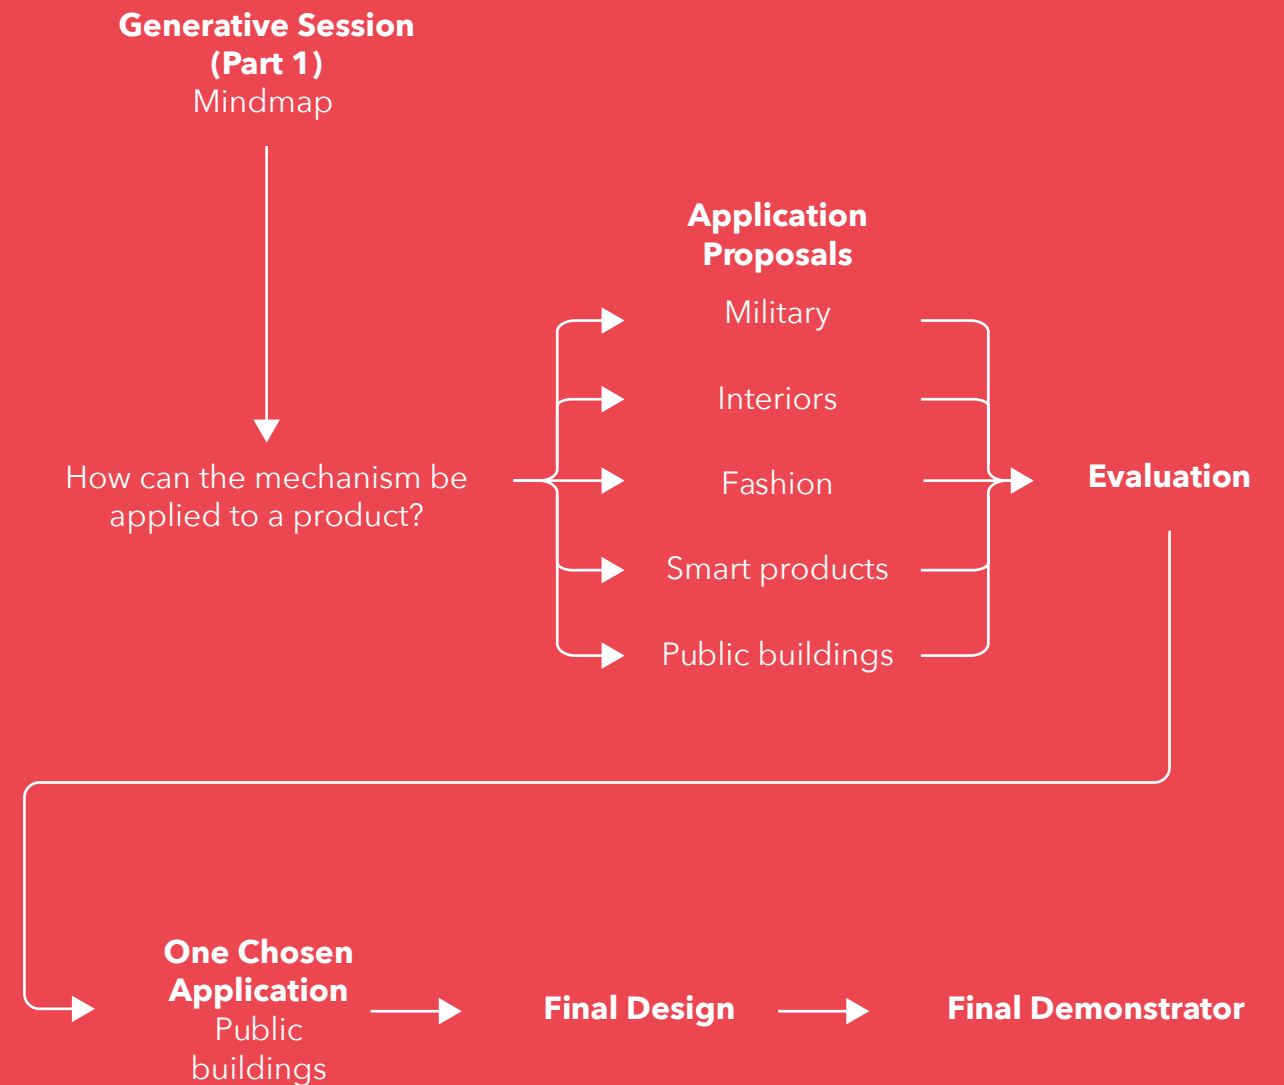 Generative Session
(Part 1)
Mindmap
How can the mechanism be
applied to a product?
Application
Proposals
Military
Interiors
Fashion
Smart products
Public buildings
Evaluation
One Chosen
Application
Public
buildings
Final Design
Final Demonstrator